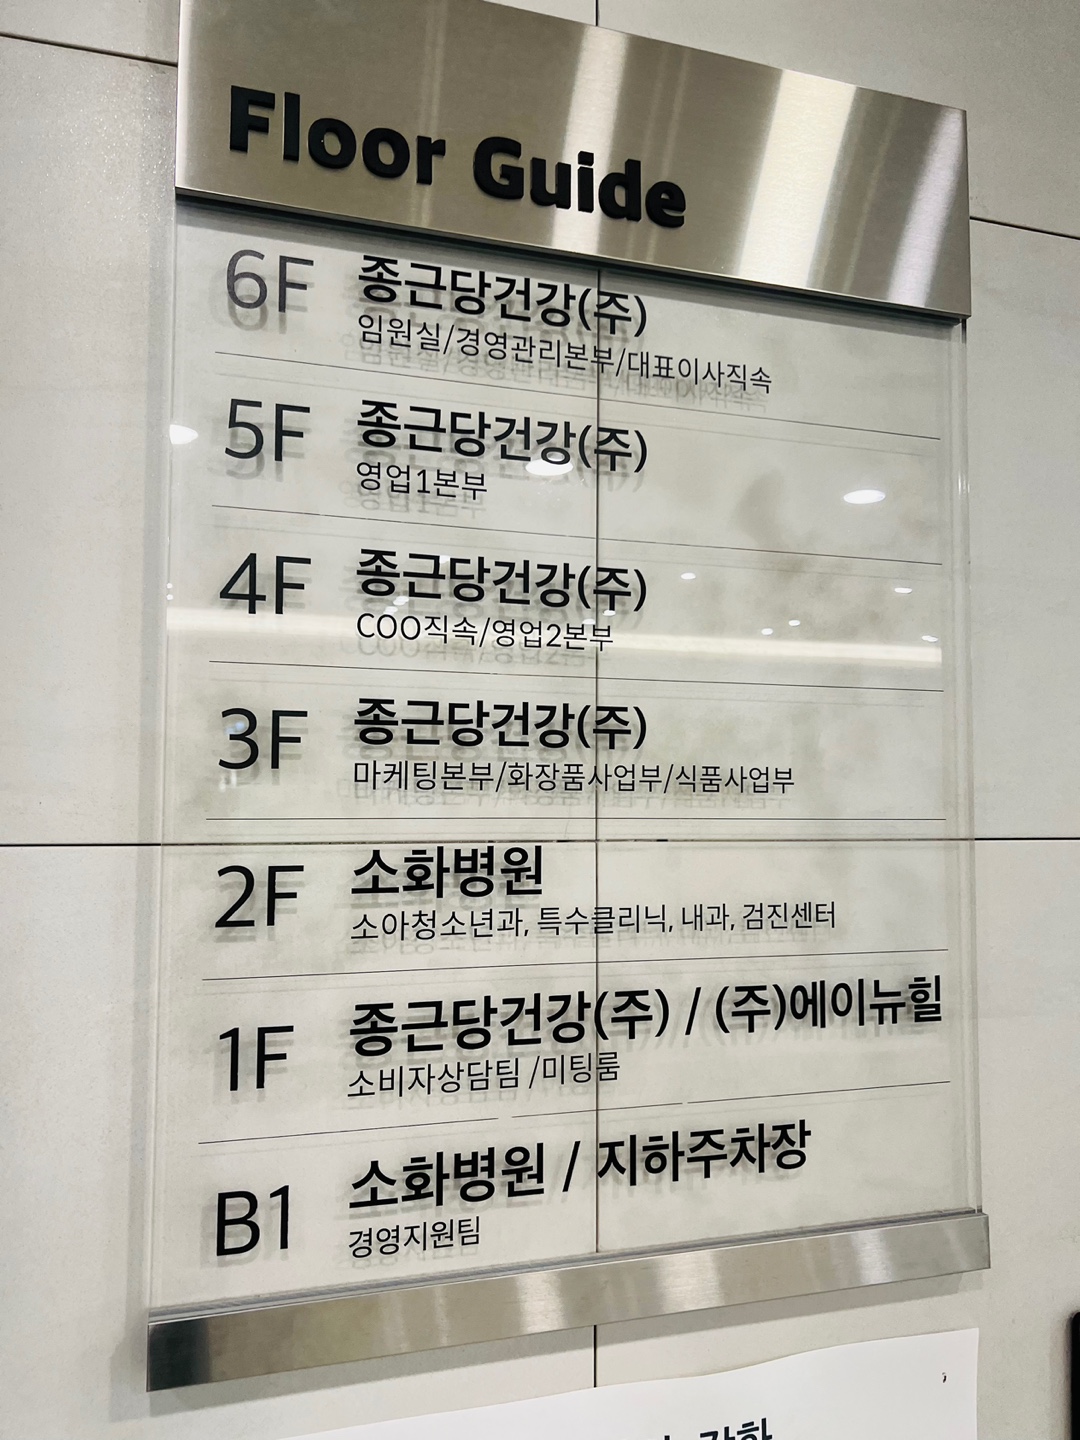 Floor Guide
6F
종근당건강(주)
임원실/경영관리본부/대표이사직속
5F
종근당건강(주)
영업1본부
4F
종근당건강(주)
COO직속/영업2본부
3F
종근당건강(주)
마케팅본부/화장품사업부/식품사업부
2F
소화병원
소아청소년과, 특수클리닉, 내과, 검진센터
1F
종근당건강(주) / (주)에이뉴힐
소비자상담팀 /미팅룸
B1
소화병원 / 지하주차장
경영지원팀